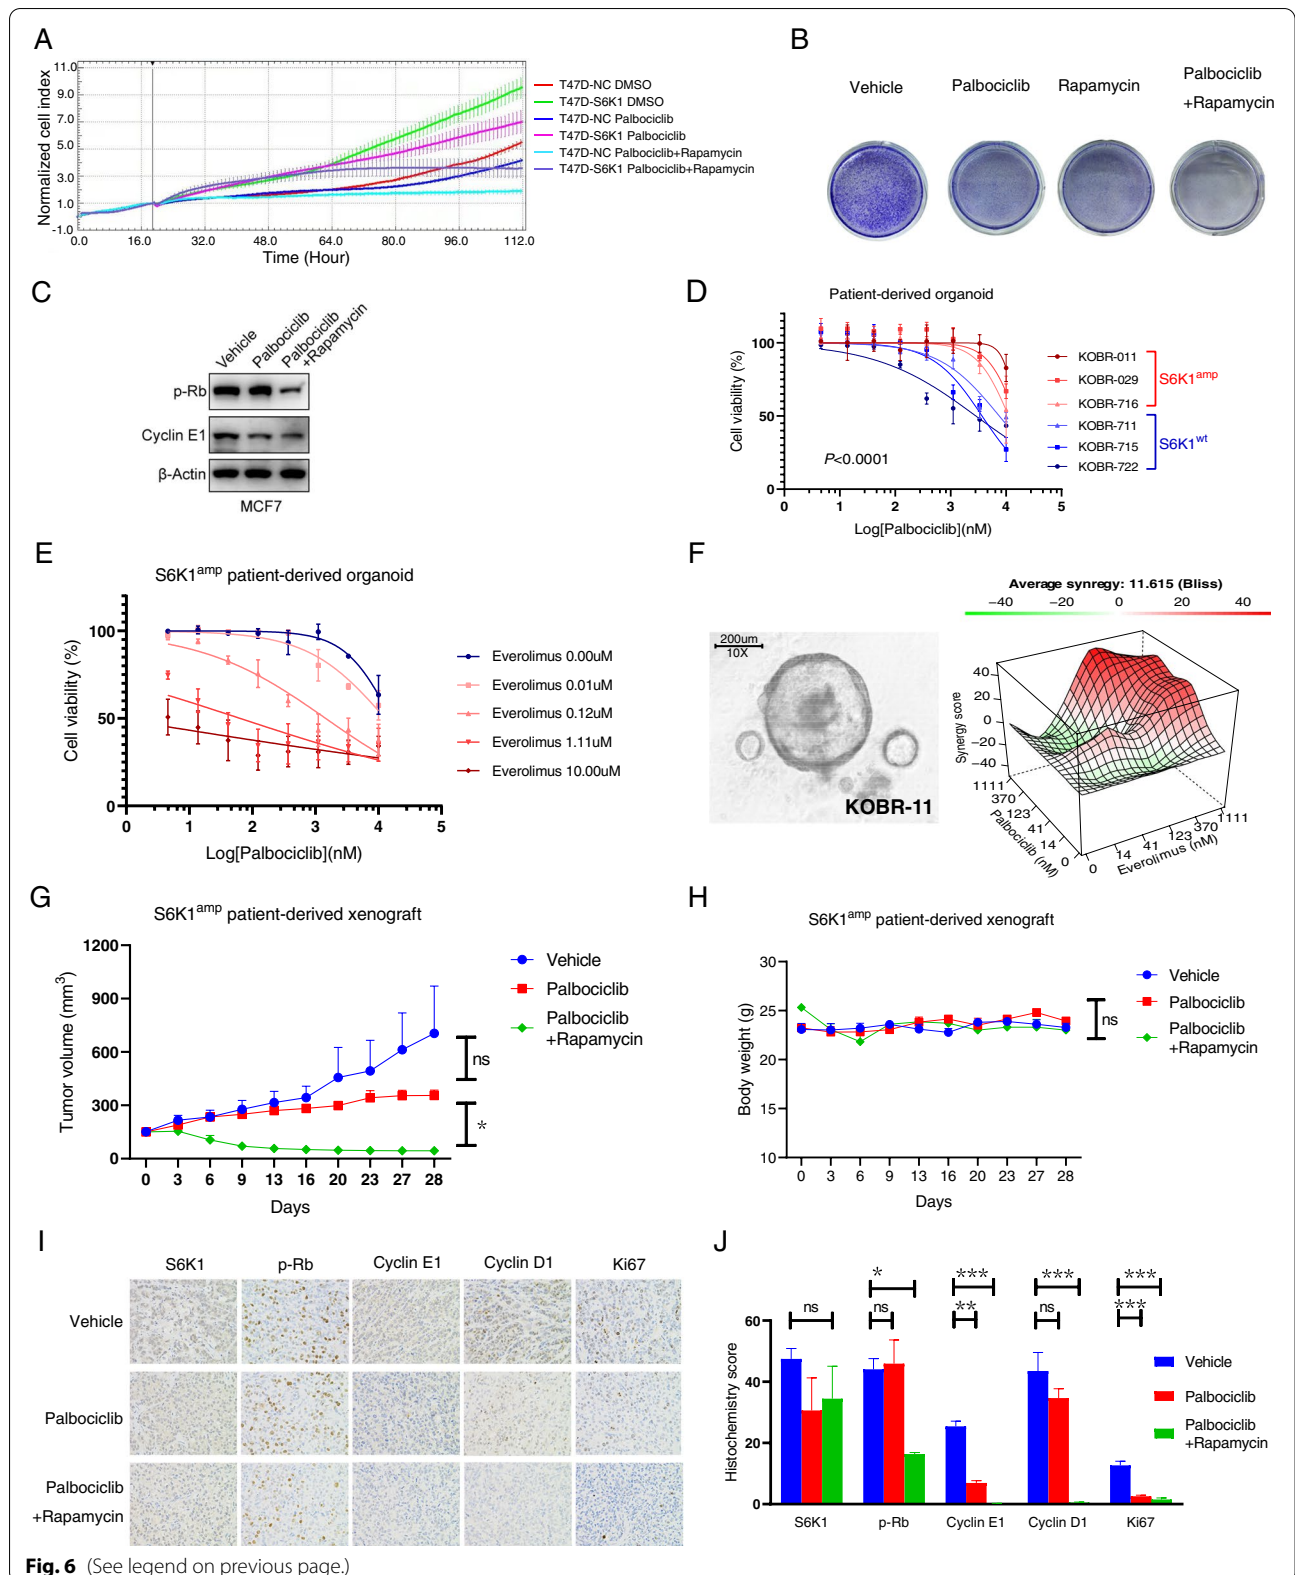 A
Normalized cell index
11.0
9.0
7.0
5.0
3.0
1.0
-1.0
0.0 16.0 32.0 48.0 64.0 80.0 96.0 112.0
Time (Hour)
T47D-NC DMSO
T47D-S6K1 DMSO
T47D-NC Palbociclib
T47D-S6K1 Palbociclib
T47D-NC Palbociclib+Rapamycin
T47D-S6K1 Palbociclib+Rapamycin
B
Vehicle Palbociclib Rapamycin Palbociclib
+Rapamycin
C
Vehicle
Palbociclib
Palbociclib
+Rapamycin
p-Rb
Cyclin E1
β-Actin
MCF7
D
Patient-derived organoid
Cell viability (%)
100
50
0
0 1 2 3 4 5
Log[Palbociclib](nM)
P<0.0001
KOBR-011
KOBR-029
KOBR-716
KOBR-711
KOBR-715
KOBR-722
S6K1amp
S6K1wt
E
S6K1amp patient-derived organoid
Cell viability (%)
100
50
0
0 1 2 3 4 5
Log[Palbociclib](nM)
Everolimus 0.00uM
Everolimus 0.01uM
Everolimus 0.12uM
Everolimus 1.11uM
Everolimus 10.00uM
F
200um
10X
KOBR-11
Average synregy: 11.615 (Bliss)
−40 −20 0 20 40
Synergy score
40
20
0
−20
−40
1111
370
123
41
14
0
Palbociclib (nM)
0 14 41 123 370 1111
Everolimus (nM)
G
S6K1amp patient-derived xenograft
Tumor volume (mm3)
1200
900
600
300
0
0 3 6 9 13 16 20 23 27 28
Days
Vehicle
Palbociclib
Palbociclib
+Rapamycin
ns
*
H
S6K1amp patient-derived xenograft
Body weight (g)
30
25
20
15
10
0 3 6 9 13 16 20 23 27 28
Days
Vehicle
Palbociclib
Palbociclib
+Rapamycin
ns
I
S6K1 p-Rb Cyclin E1 Cyclin D1 Ki67
Vehicle
Palbociclib
Palbociclib
+Rapamycin
J
Histochemistry score
60
40
20
0
ns
*
ns
***
**
***
ns
***
***
S6K1 p-Rb Cyclin E1 Cyclin D1 Ki67
Vehicle
Palbociclib
Palbociclib
+Rapamycin
Fig. 6 (See legend on previous page.)